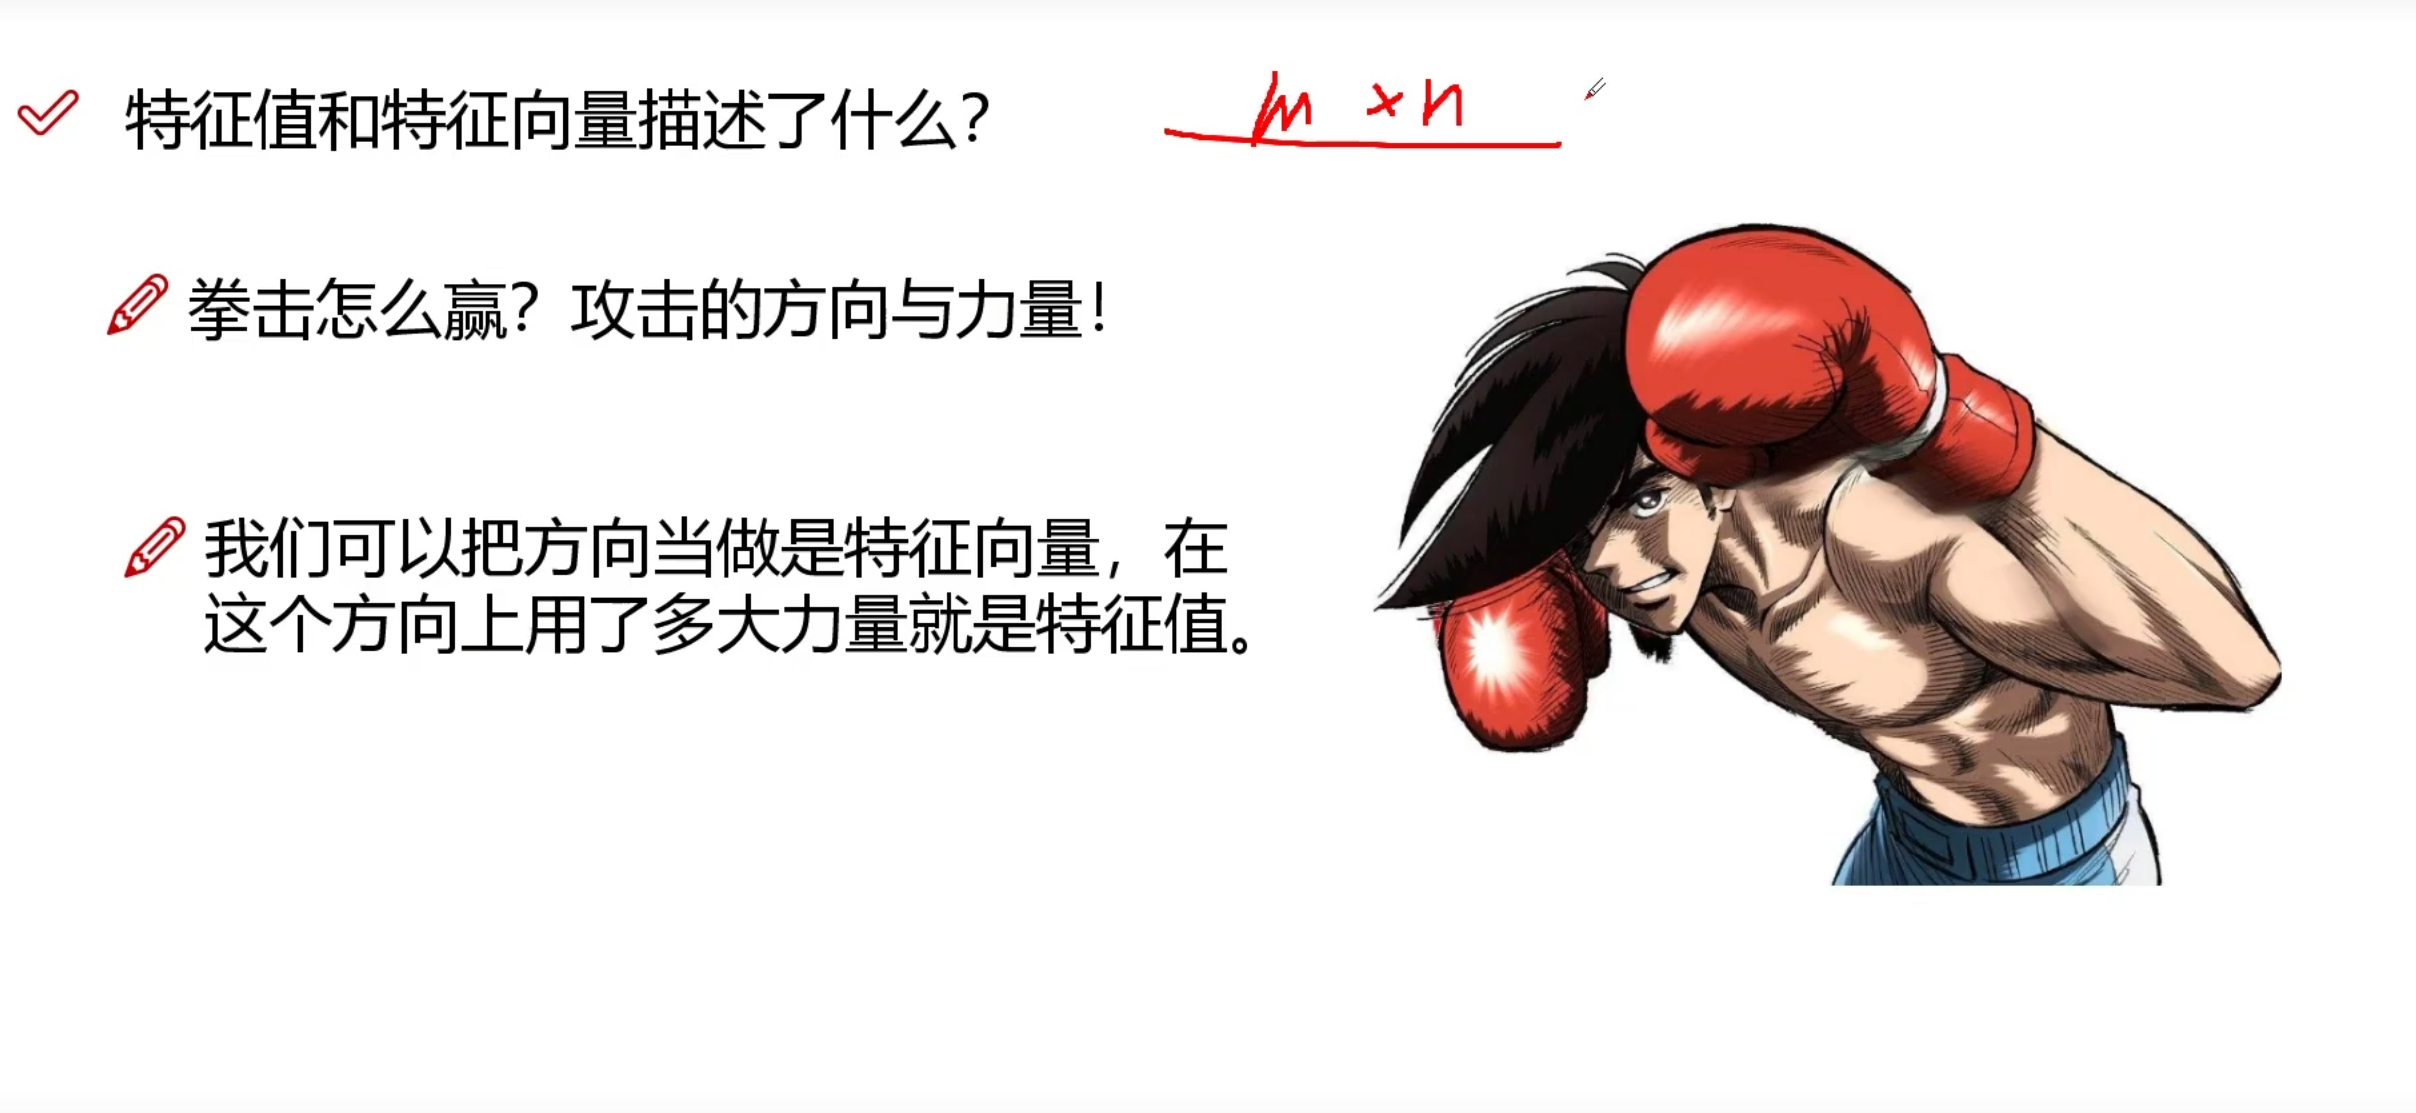 特征值和特征向量描述了什么？
m × n
拳击怎么赢？攻击的方向与力量！
我们可以把方向当做是特征向量，在
这个方向上用了多大力量就是特征值。